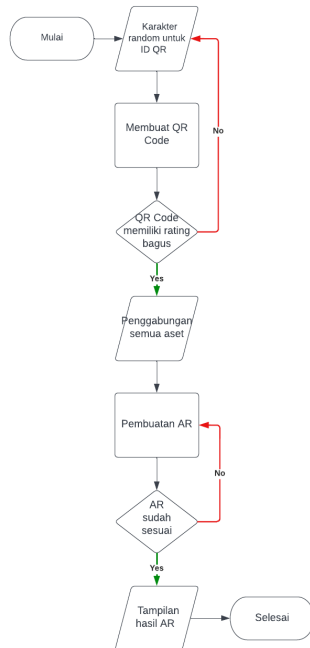 Mulai
Karakter
random untuk
ID QR
Membuat QR
Code
No
QR Code
memiliki rating
bagus
Yes
Penggabungan
semua aset
Pembuatan AR
No
AR
sudah
sesuai
Yes
Tampilan
hasil AR
Selesai